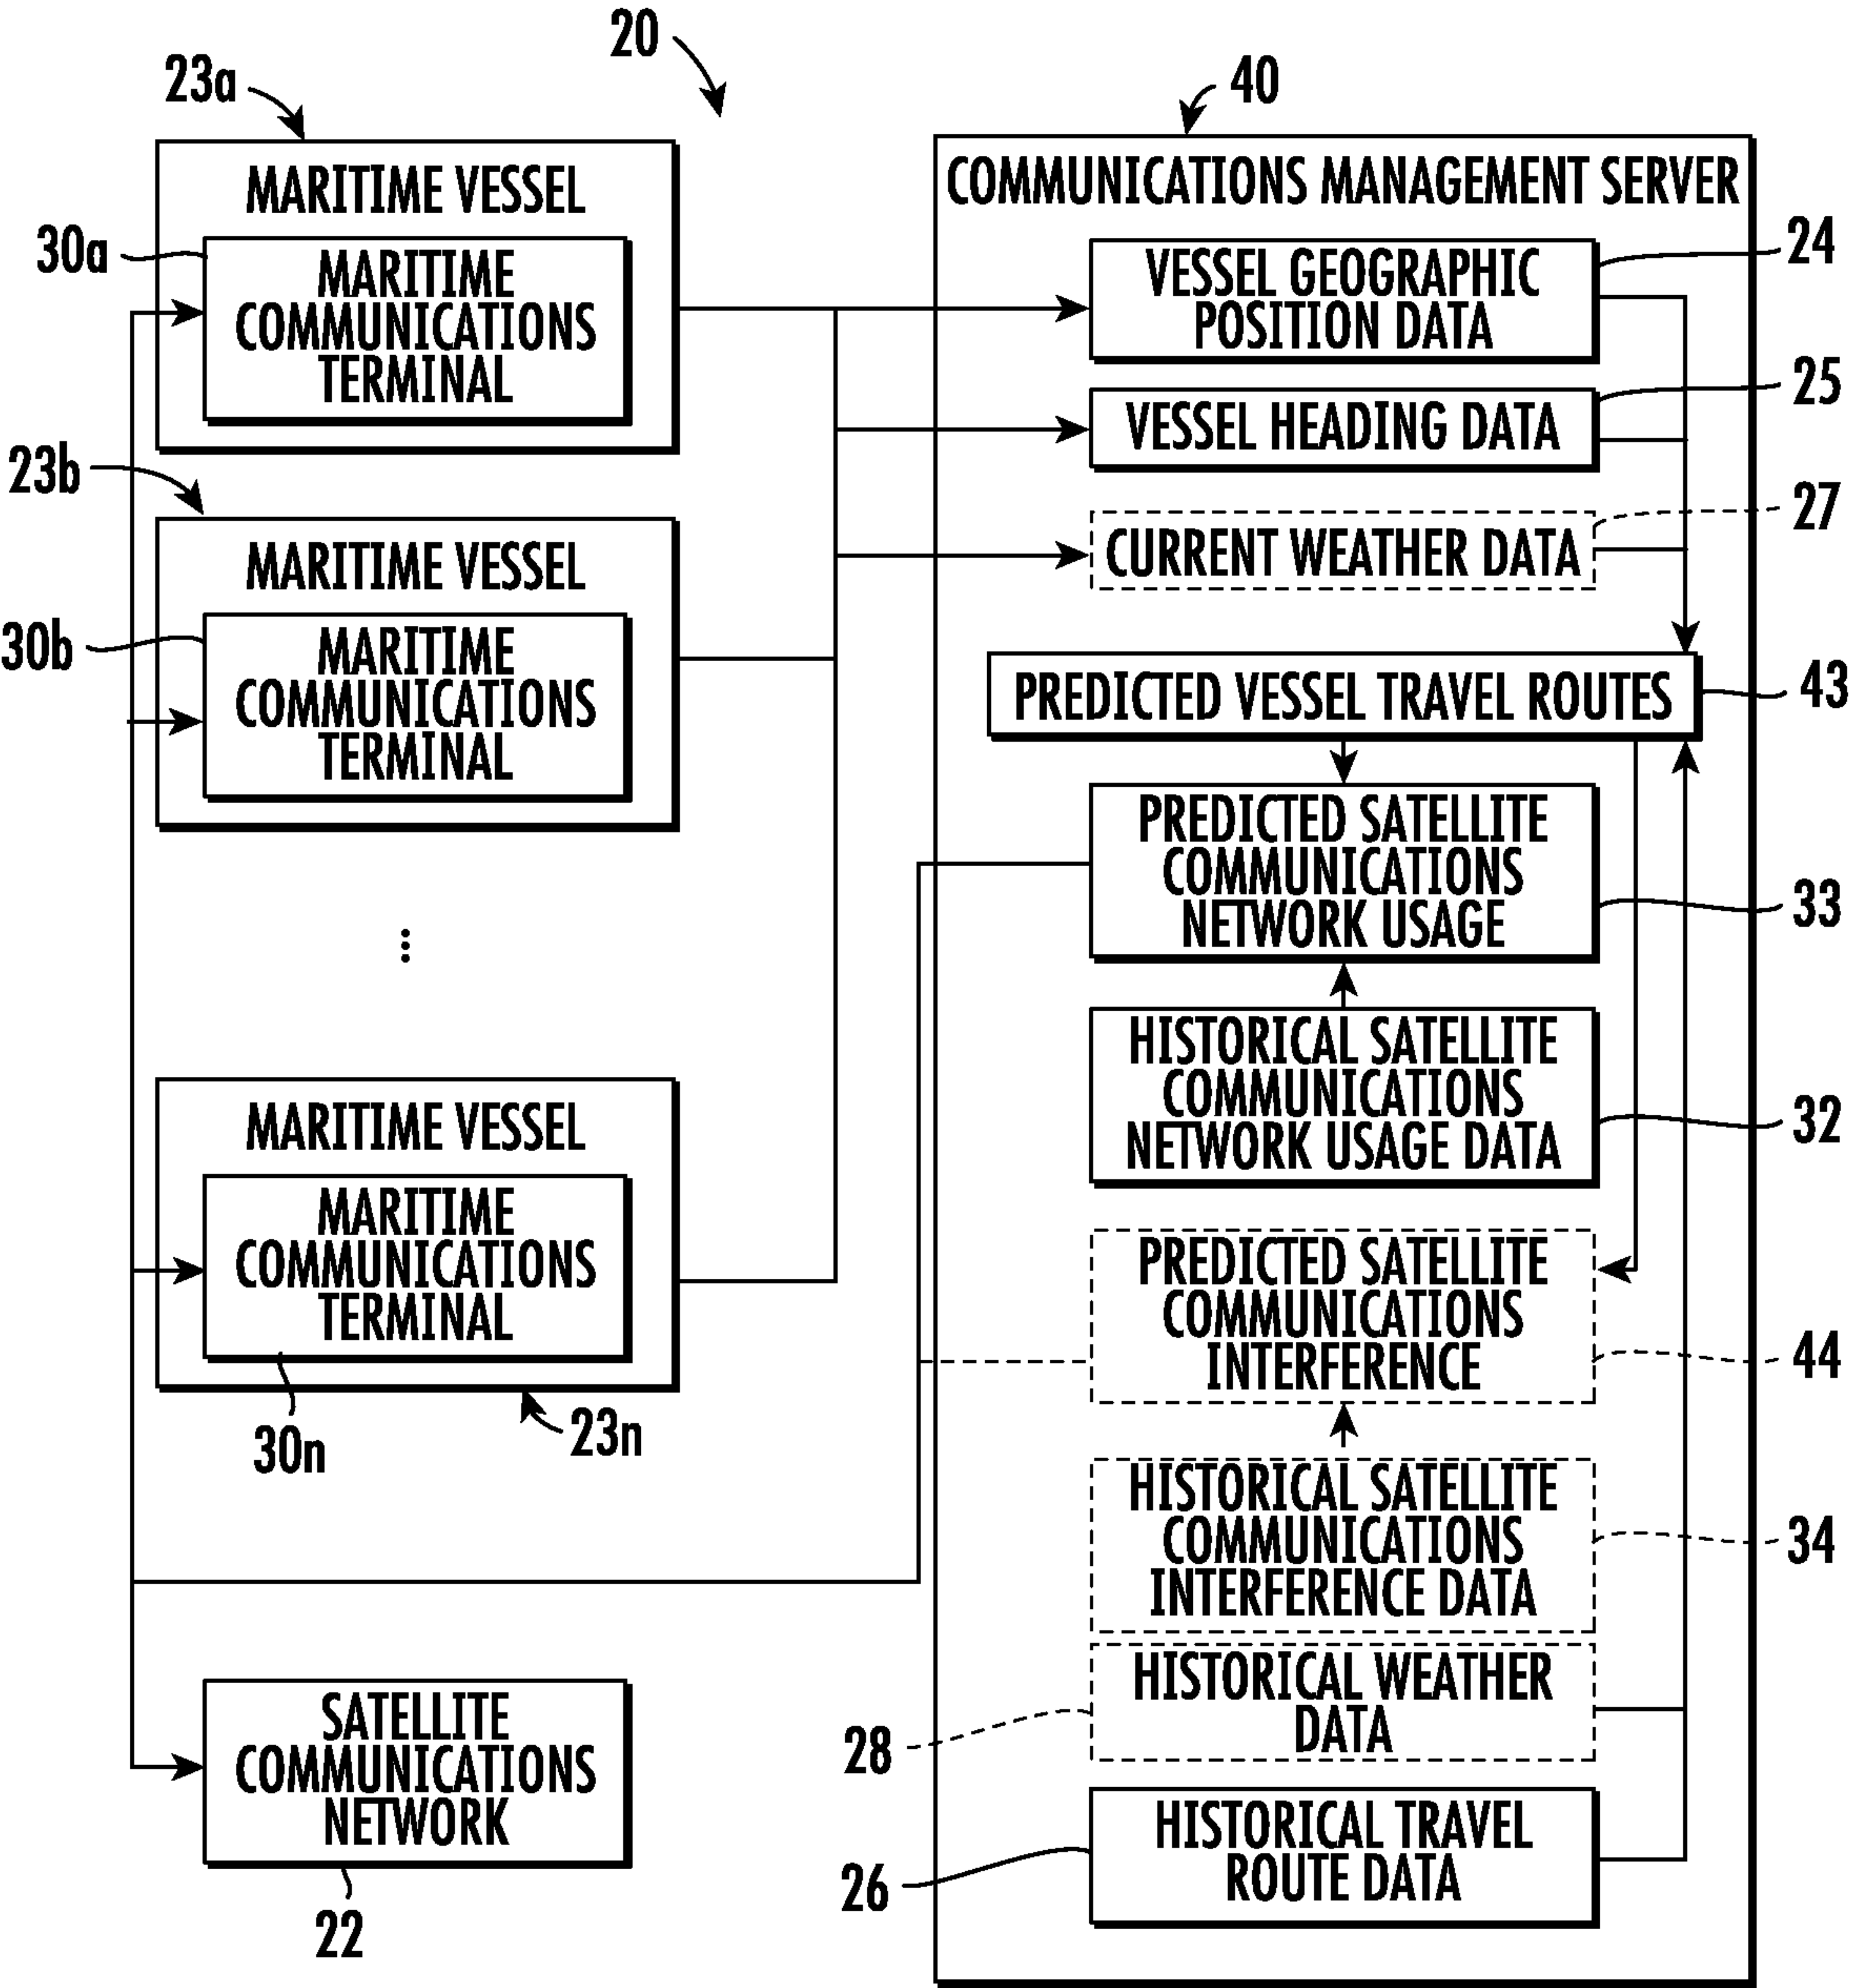 20
23a
MARITIME VESSEL
30a
MARITIME
COMMUNICATIONS
TERMINAL
23b
MARITIME VESSEL
30b
MARITIME
COMMUNICATIONS
TERMINAL
...
MARITIME VESSEL
MARITIME
COMMUNICATIONS
TERMINAL
30n
23n
SATELLITE
COMMUNICATIONS
NETWORK
22
40
COMMUNICATIONS MANAGEMENT SERVER
VESSEL GEOGRAPHIC
POSITION DATA
24
VESSEL HEADING DATA
25
CURRENT WEATHER DATA
27
PREDICTED VESSEL TRAVEL ROUTES
43
PREDICTED SATELLITE
COMMUNICATIONS
NETWORK USAGE
33
HISTORICAL SATELLITE
COMMUNICATIONS
NETWORK USAGE DATA
32
PREDICTED SATELLITE
COMMUNICATIONS
INTERFERENCE
44
HISTORICAL SATELLITE
COMMUNICATIONS
INTERFERENCE DATA
34
HISTORICAL WEATHER
DATA
28
HISTORICAL TRAVEL
ROUTE DATA
26